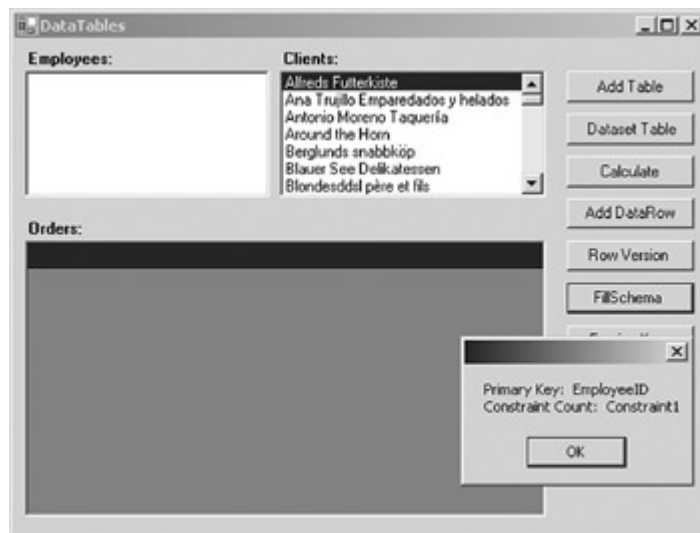 DataTables
Employees:
Clients:
Alfreds Futterkiste
Ana Trujillo Emparedados y helados
Antonio Moreno Taquería
Around the Horn
Berglunds snabbköp
Blauer See Delikatessen
Blondesddsl père et fils
Add Table
Dataset Table
Calculate
Add DataRow
Row Version
FillSchema
Orders:
Primary Key: EmployeeID
Constraint Count: Constraint1
OK